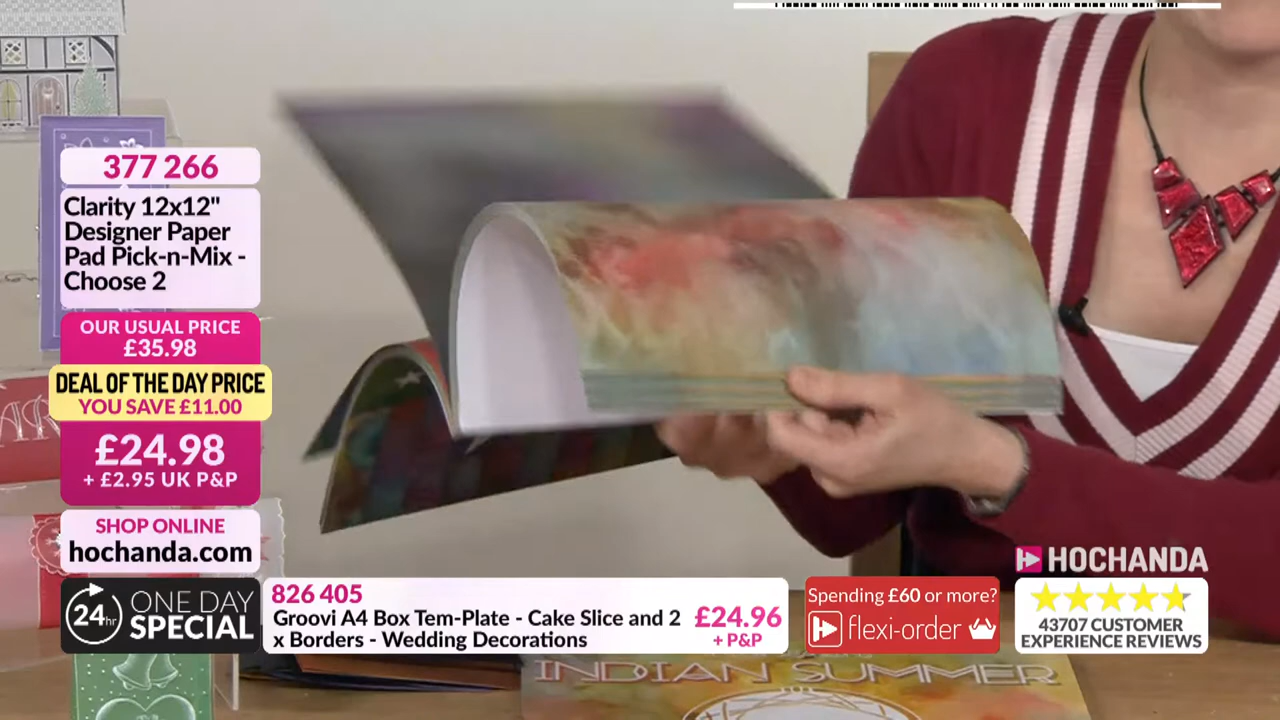 377 266
Clarity 12x12"
Designer Paper
Pad Pick-n-Mix -
Choose 2
OUR USUAL PRICE
£35.98
DEAL OF THE DAY PRICE
YOU SAVE £11.00
£24.98
+ £2.95 UK P&P
SHOP ONLINE
hochanda.com
24hr
ONE DAY
SPECIAL
826 405
Groovi A4 Box Tem-Plate - Cake Slice and 2
x Borders - Wedding Decorations
£24.96
+ P&P
Spending £60 or more?
flexi-order
HOCHANDA
43707 CUSTOMER
EXPERIENCE REVIEWS
INDIAN SUMMER